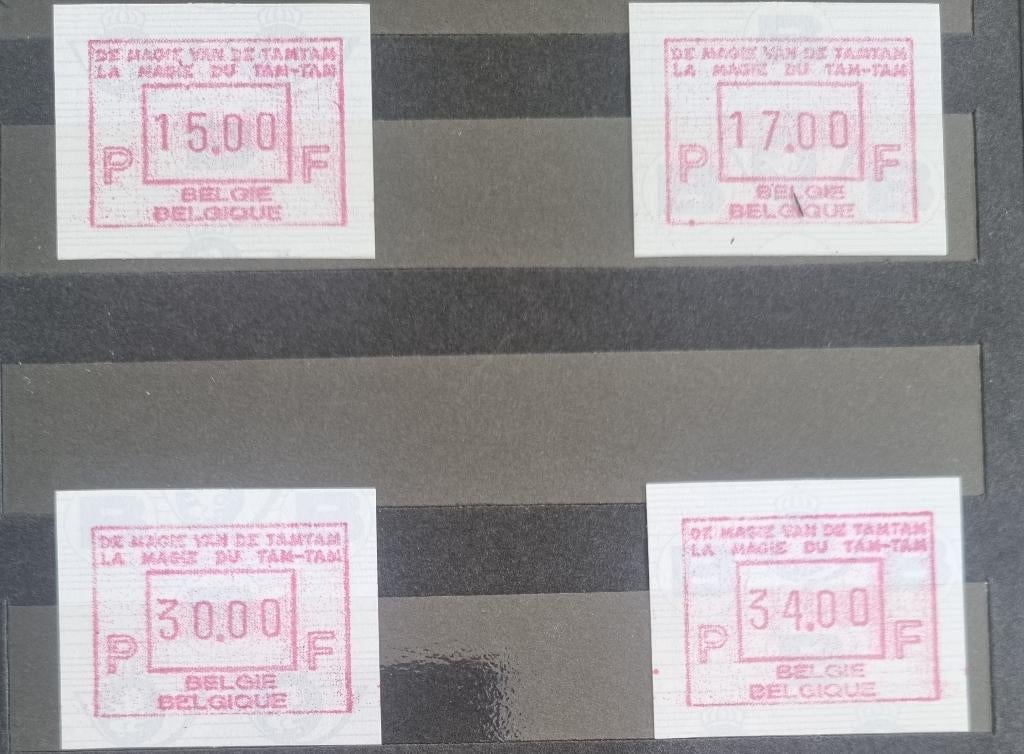 DE MAGIE VAN DE TAMTAM
LA MAGIE DU TAM-TAM
15.00
P F
BELGIE
BELGIQUE
DE MAGIE VAN DE TAMTAM
LA MAGIE DU TAM-TAM
17.00
P F
BELGIE
BELGIQUE
DE MAGIE VAN DE TAMTAM
LA MAGIE DU TAM-TAM
30.00
P F
BELGIE
BELGIQUE
DE MAGIE VAN DE TAMTAM
LA MAGIE DU TAM-TAM
34.00
P F
BELGIE
BELGIQUE